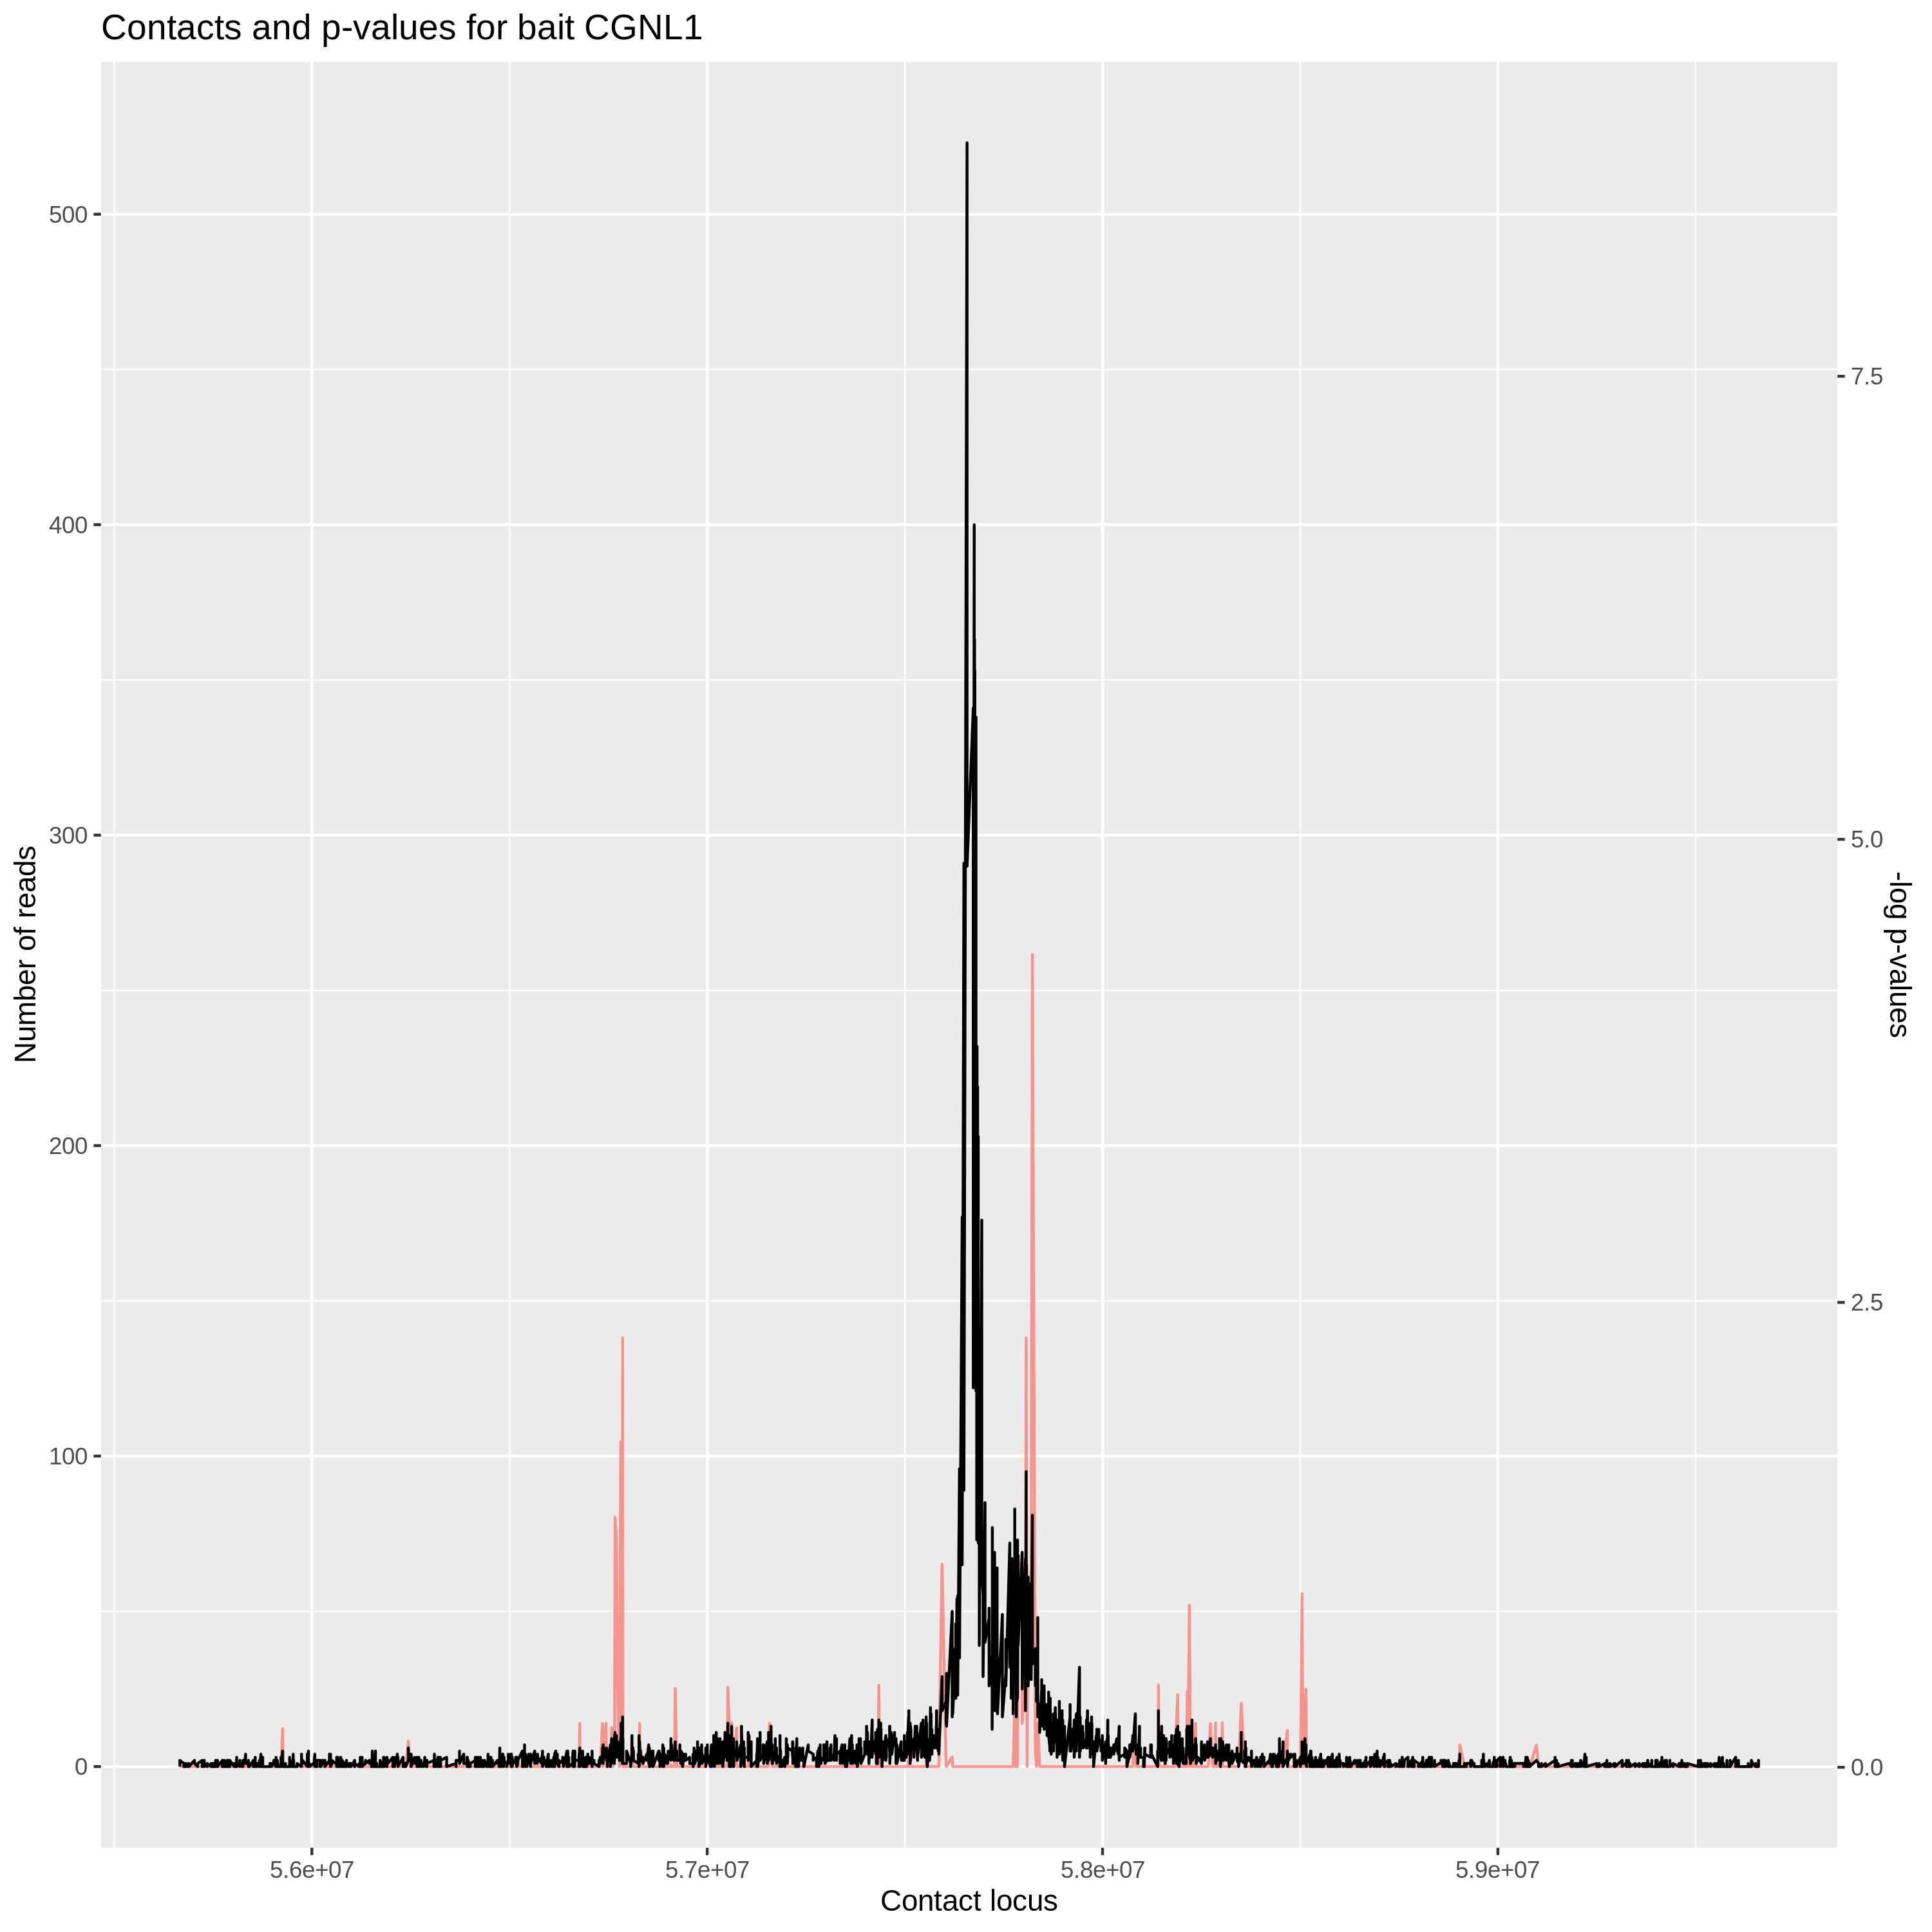 Contacts and p-values for bait CGNL1
500
400
300
200
100
0
Number of reads
7.5
5.0
2.5
0.0
-log p-values
5.6e+07 5.7e+07 5.8e+07 5.9e+07
Contact locus